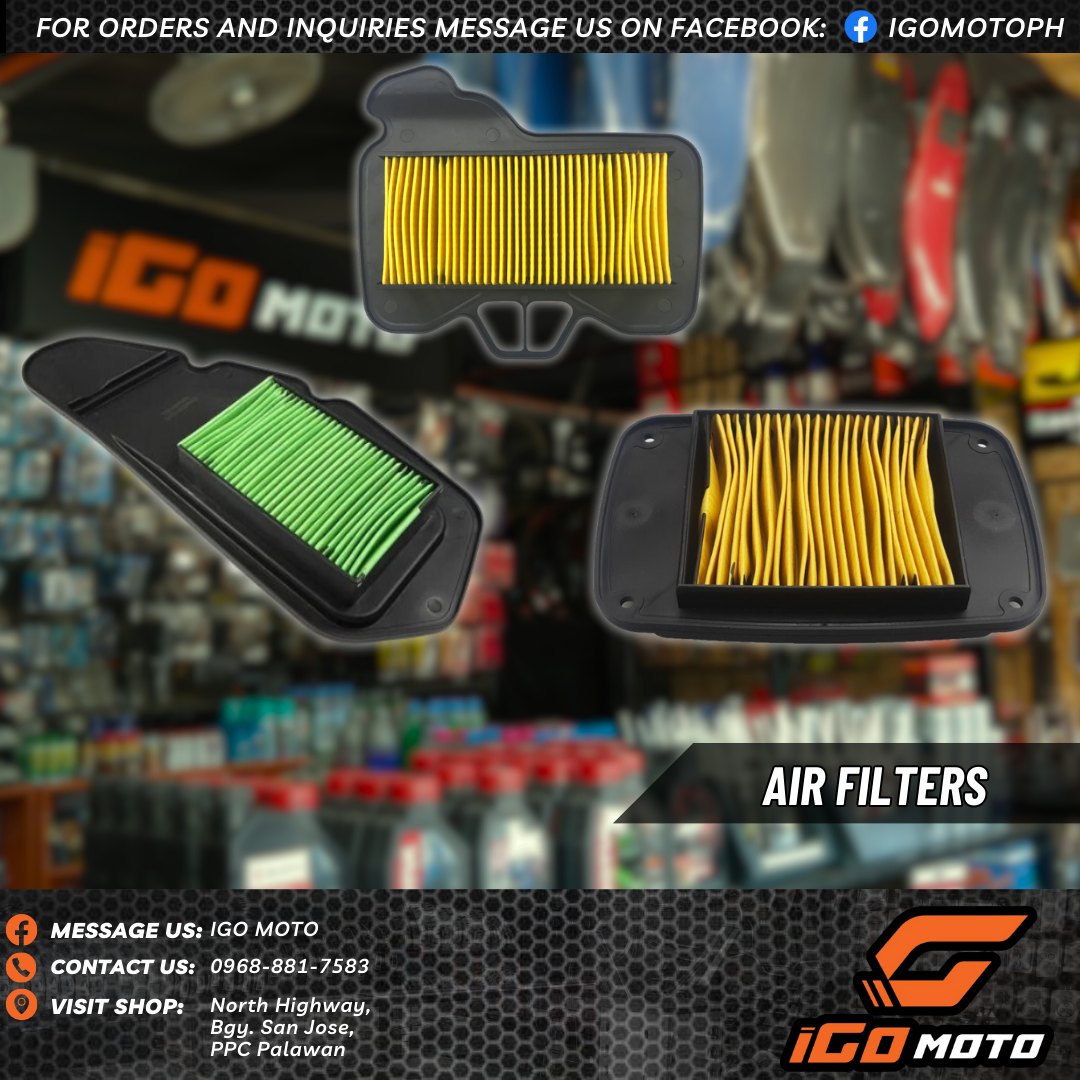 FOR ORDERS AND INQUIRIES MESSAGE US ON FACEBOOK: IGOMOTOPH
iGO MOTO
AIR FILTERS
MESSAGE US: IGO MOTO
CONTACT US: 0968-881-7583
VISIT SHOP: North Highway,
Bgy. San Jose,
PPC Palawan
iGO MOTO